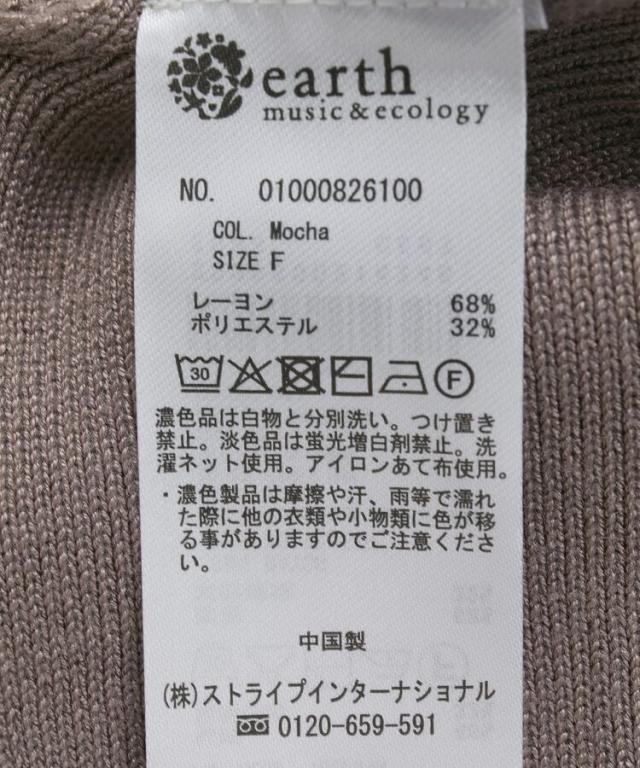 earth
music&ecology
NO. 01000826100
COL. Mocha
SIZE F
レーヨン 68%
ポリエステル 32%
30 F
濃色品は白物と分別洗い。つけ置き
禁止。淡色品は蛍光増白剤禁止。洗
濯ネット使用。アイロンあて布使用。
・濃色製品は摩擦や汗、雨等で濡れ
た際に他の衣類や小物類に色が移
る事がありますのでご注意くださ
い。
中国製
(株)ストライプインターナショナル
0120-659-591